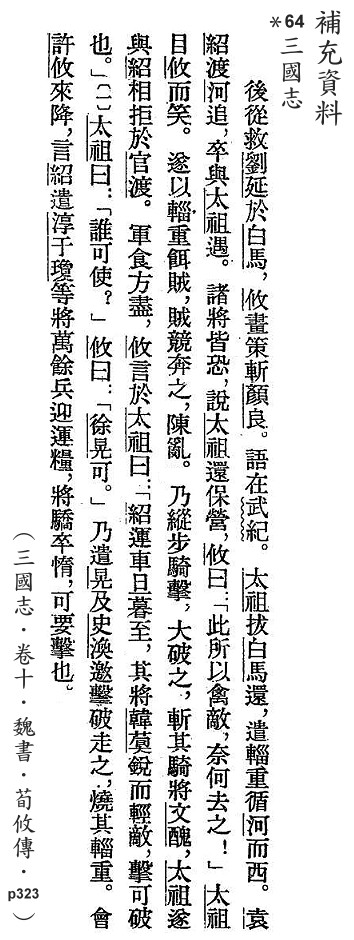 補充資料
*64
三國志
後從救劉延於白馬,攸畫策斬顏良。語在武紀。太祖拔白馬還,遣輜重循河而西。袁
紹渡河追,卒與太祖遇。諸將皆恐,說太祖還保營,攸曰:「此所以禽敵,奈何去之!」太祖
目攸而笑。遂以輜重餌賊,賊競奔之,陳亂。乃縱步騎擊,大破之,斬其騎將文醜,太祖遂
與紹相拒於官渡。軍食方盡,攸言於太祖曰:「紹運車旦暮至,其將韓𦳣銳而輕敵,擊可破
也。」〔一〕太祖曰:「誰可使?」攸曰:「徐晃可。」乃遣晃及史渙邀擊破走之,燒其輜重。會
許攸來降,言紹遣淳于瓊等將萬餘兵迎運糧,將驕卒惰,可要擊也。
(三國志・卷十・魏書・荀攸傳・p323)